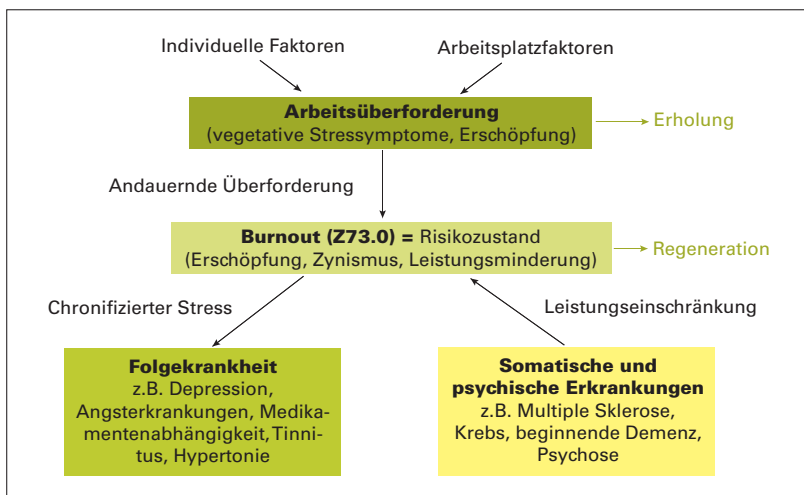 Individuelle Faktoren
Arbeitsplatzfaktoren
Arbeitsüberforderung
(vegetative Stressymptome, Erschöpfung)
Erholung
Andauernde Überforderung
Burnout (Z73.0) = Risikozustand
(Erschöpfung, Zynismus, Leistungsminderung)
Regeneration
Chronifizierter Stress
Leistungseinschränkung
Folgekrankheit
z.B. Depression,
Angsterkrankungen, Medika-
mentenabhängigkeit, Tinni-
tus, Hypertonie
Somatische und
psychische Erkrankungen
z.B. Multiple Sklerose,
Krebs, beginnende Demenz,
Psychose